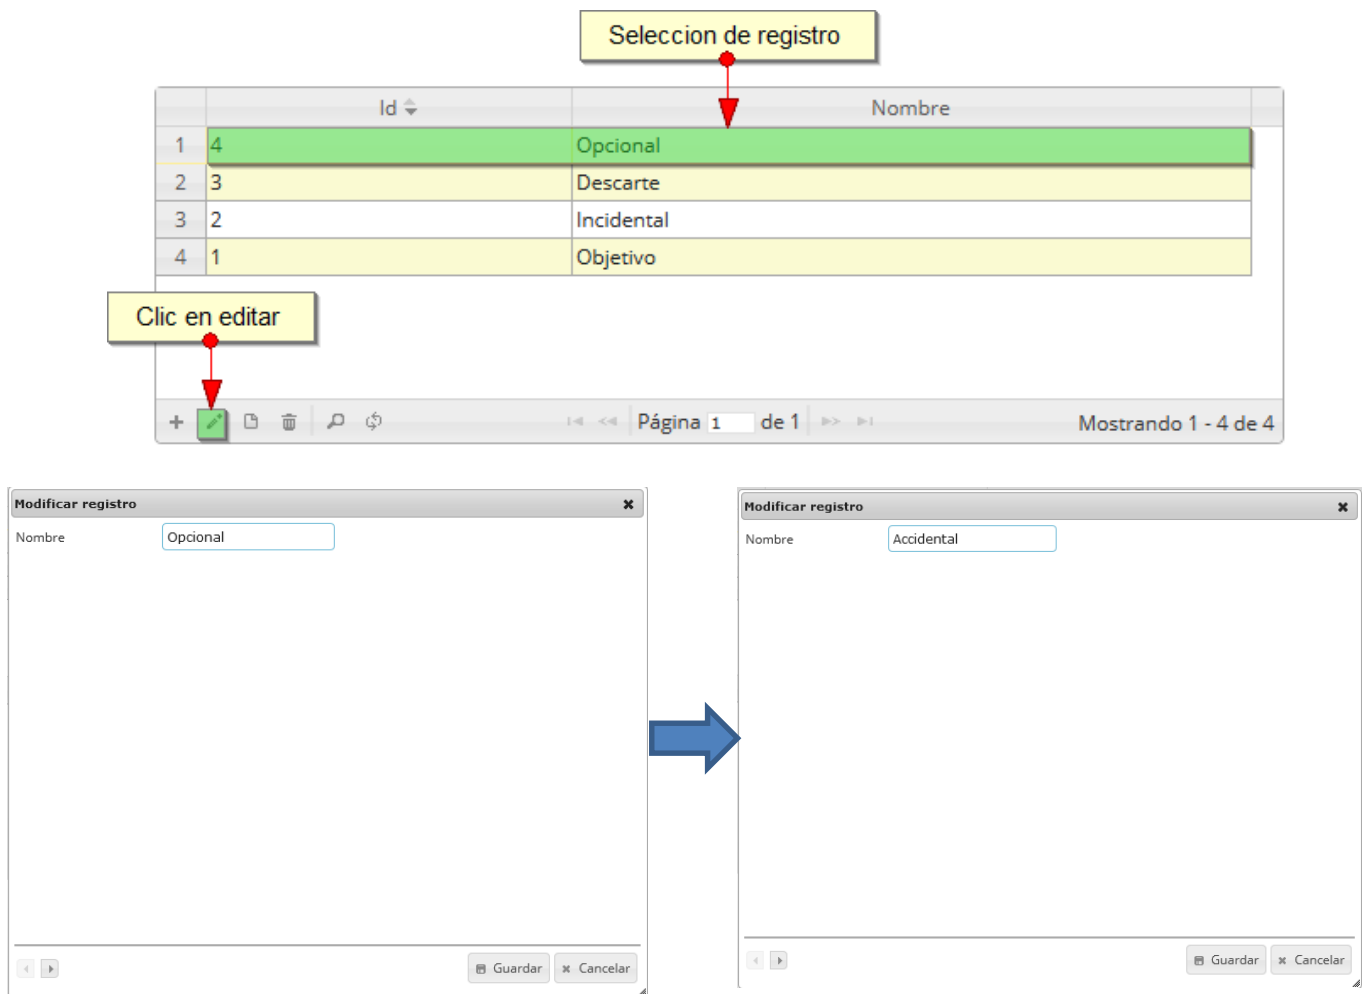 Seleccion de registro
Id Nombre
1 4 Opcional
2 3 Descarte
3 2 Incidental
4 1 Objetivo
Clic en editar
Página 1 de 1 Mostrando 1 - 4 de 4
Modificar registro
Nombre Opcional
Guardar Cancelar
Modificar registro
Nombre Accidental
Guardar Cancelar